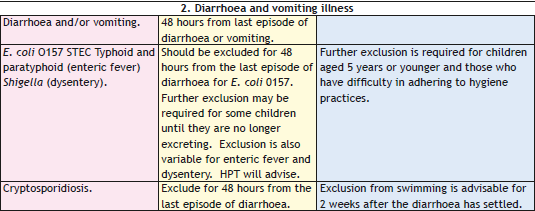 2. Diarrhoea and vomiting illness
Diarrhoea and/or vomiting.
48 hours from last episode of
diarrhoea or vomiting.
E. coli O157 STEC Typhoid and
paratyphoid (enteric fever)
Shigella (dysentery).
Should be excluded for 48
hours from the last episode of
diarrhoea for E. coli 0157.
Further exclusion may be
required for some children
until they are no longer
excreting. Exclusion is also
variable for enteric fever and
dysentery. HPT will advise.
Further exclusion is required for children
aged 5 years or younger and those who
have difficulty in adhering to hygiene
practices.
Cryptosporidiosis.
Exclude for 48 hours from the
last episode of diarrhoea.
Exclusion from swimming is advisable for
2 weeks after the diarrhoea has settled.